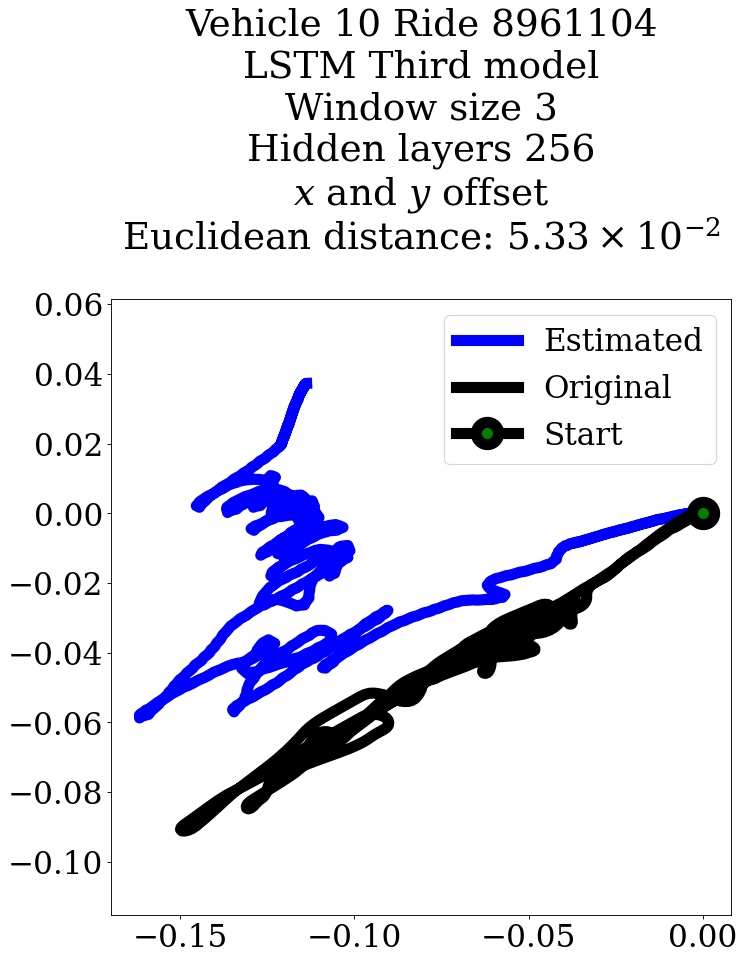 Vehicle 10 Ride 8961104
LSTM Third model
Window size 3
Hidden layers 256
x and y offset
Euclidean distance: 5.33 × 10⁻²
0.06
0.04
0.02
0.00
−0.02
−0.04
−0.06
−0.08
−0.10
Estimated
Original
Start
−0.15 −0.10 −0.05 0.00